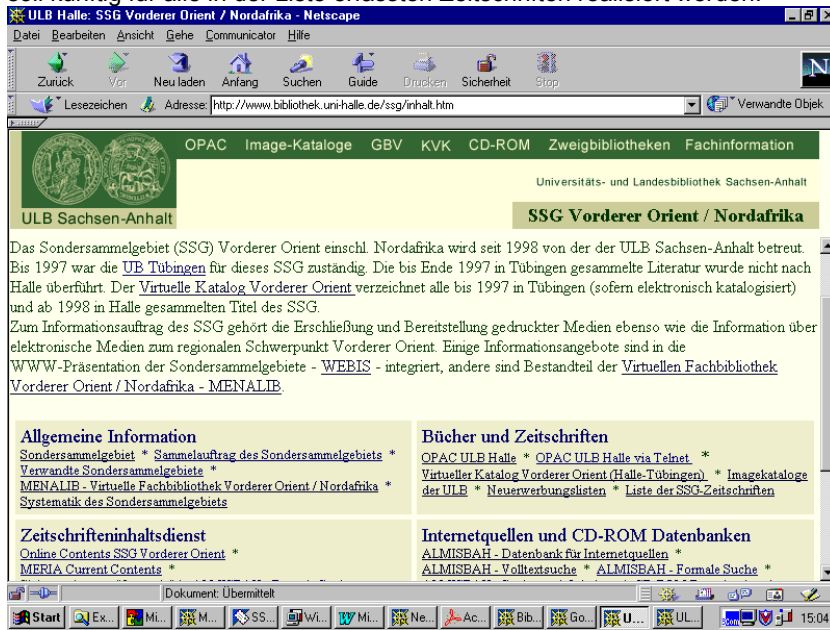 ULB Halle: SSG Vorderer Orient / Nordafrika - Netscape
Datei Bearbeiten Ansicht Gehe Communicator Hilfe
Zurück Vor Neu laden Anfang Suchen Guide Drucken Sicherheit Stop
Lesezeichen Adresse: http://www.bibliothek.uni-halle.de/ssg/inhalt.htm Verwandte Objek
OPAC Image-Kataloge GBV KVK CD-ROM Zweigbibliotheken Fachinformation
Universitäts- und Landesbibliothek Sachsen-Anhalt
ULB Sachsen-Anhalt SSG Vorderer Orient / Nordafrika
Das Sondersammelgebiet (SSG) Vorderer Orient einschl. Nordafrika wird seit 1998 von der der ULB Sachsen-Anhalt betreut.
Bis 1997 war die UB Tübingen für dieses SSG zuständig. Die bis Ende 1997 in Tübingen gesammelte Literatur wurde nicht nach
Halle überführt. Der Virtuelle Katalog Vorderer Orient verzeichnet alle bis 1997 in Tübingen (sofern elektronisch katalogisiert)
und ab 1998 in Halle gesammelten Titel des SSG.
Zum Informationsauftrag des SSG gehört die Erschließung und Bereitstellung gedruckter Medien ebenso wie die Information über
elektronische Medien zum regionalen Schwerpunkt Vorderer Orient. Einige Informationsangebote sind in die
WWW-Präsentation der Sondersammelgebiete - WEBIS - integriert, andere sind Bestandteil der Virtuellen Fachbibliothek
Vorderer Orient / Nordafrika - MENALIB.
Allgemeine Information
Sondersammelgebiet * Sammelauftrag des Sondersammelgebiets *
Verwandte Sondersammelgebiete *
MENALIB - Virtuelle Fachbibliothek Vorderer Orient / Nordafrika *
Systematik des Sondersammelgebiets
Bücher und Zeitschriften
OPAC ULB Halle * OPAC ULB Halle via Telnet *
Virtueller Katalog Vorderer Orient (Halle-Tübingen) * Imagekataloge
der ULB * Neuerwerbungslisten * Liste der SSG-Zeitschriften
Zeitschrifteninhaltsdienst
Online Contents SSG Vorderer Orient *
MERIA Current Contents *
Internetquellen und CD-ROM Datenbanken
ALMISBAH - Datenbank für Internetquellen *
ALMISBAH - Volltextsuche * ALMISBAH - Formale Suche *
Dokument: Übermittelt
Start Ex... Mi... M... SS... Wi... Mi... Ne... Ac... Bib... Go... U... UL... 15:04